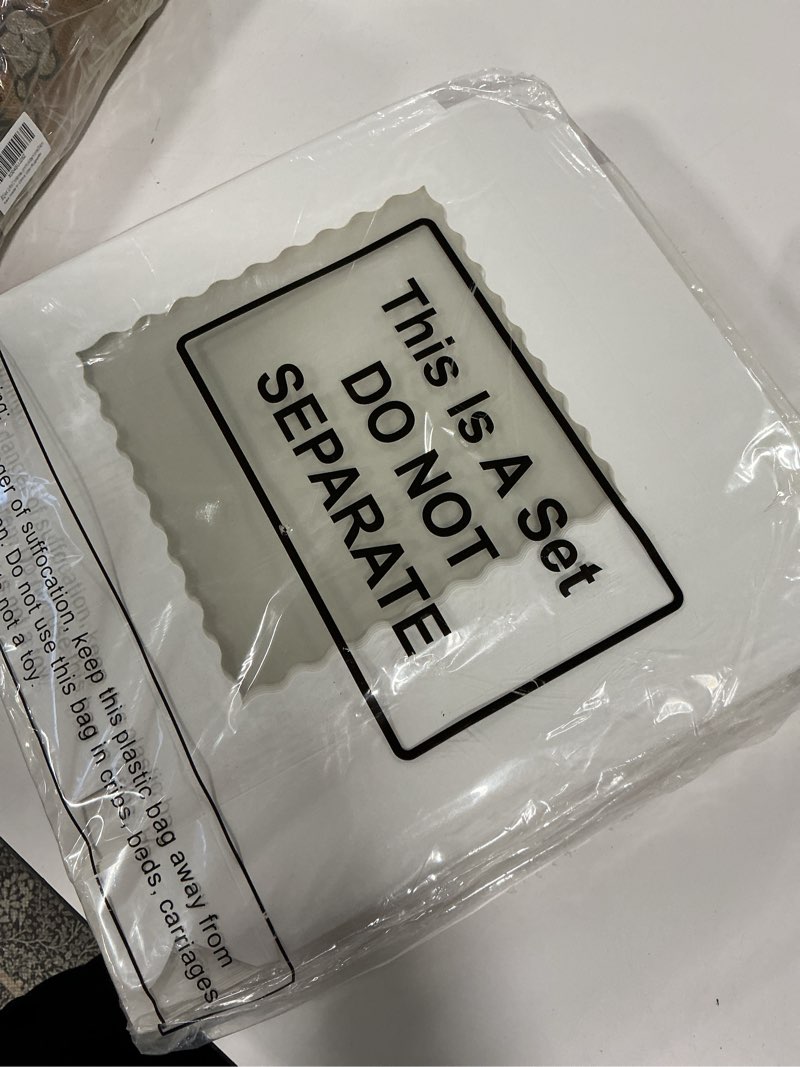 This Is A Set
DO NOT
SEPARATE
ger of suffocation, keep this plastic bag away from
Do not use this bag in cribs, beds, carriages
not a toy.